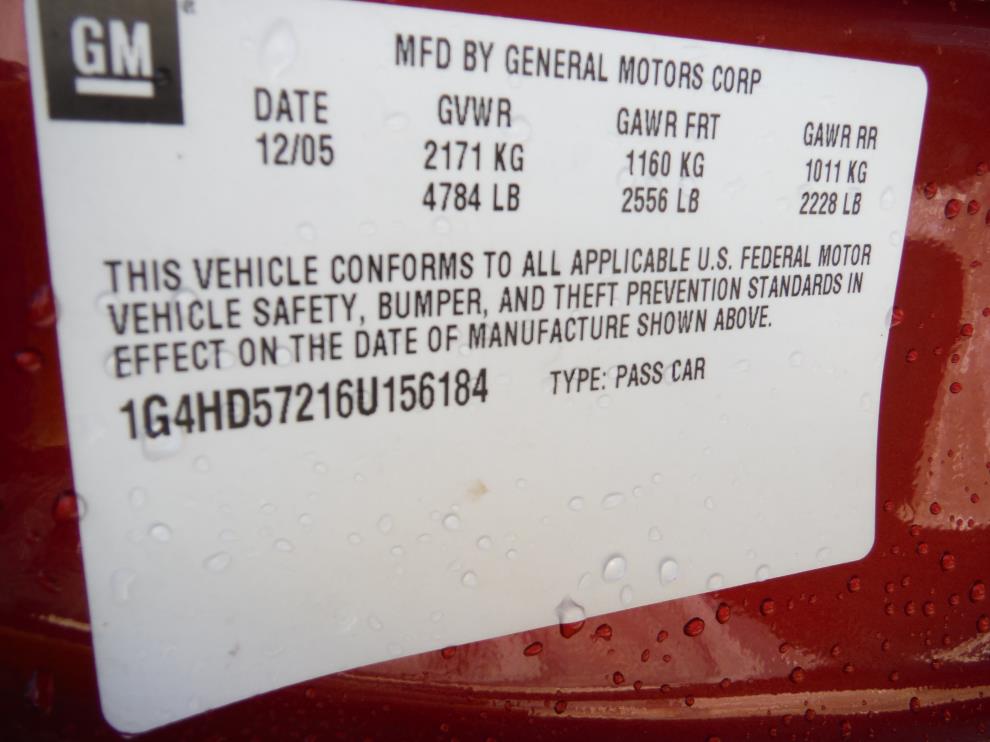 GM
MFD BY GENERAL MOTORS CORP
DATE GVWR GAWR FRT GAWR RR
12/05 2171 KG 1160 KG 1011 KG
4784 LB 2556 LB 2228 LB
THIS VEHICLE CONFORMS TO ALL APPLICABLE U.S. FEDERAL MOTOR
VEHICLE SAFETY, BUMPER, AND THEFT PREVENTION STANDARDS IN
EFFECT ON THE DATE OF MANUFACTURE SHOWN ABOVE.
1G4HD57216U156184 TYPE: PASS CAR